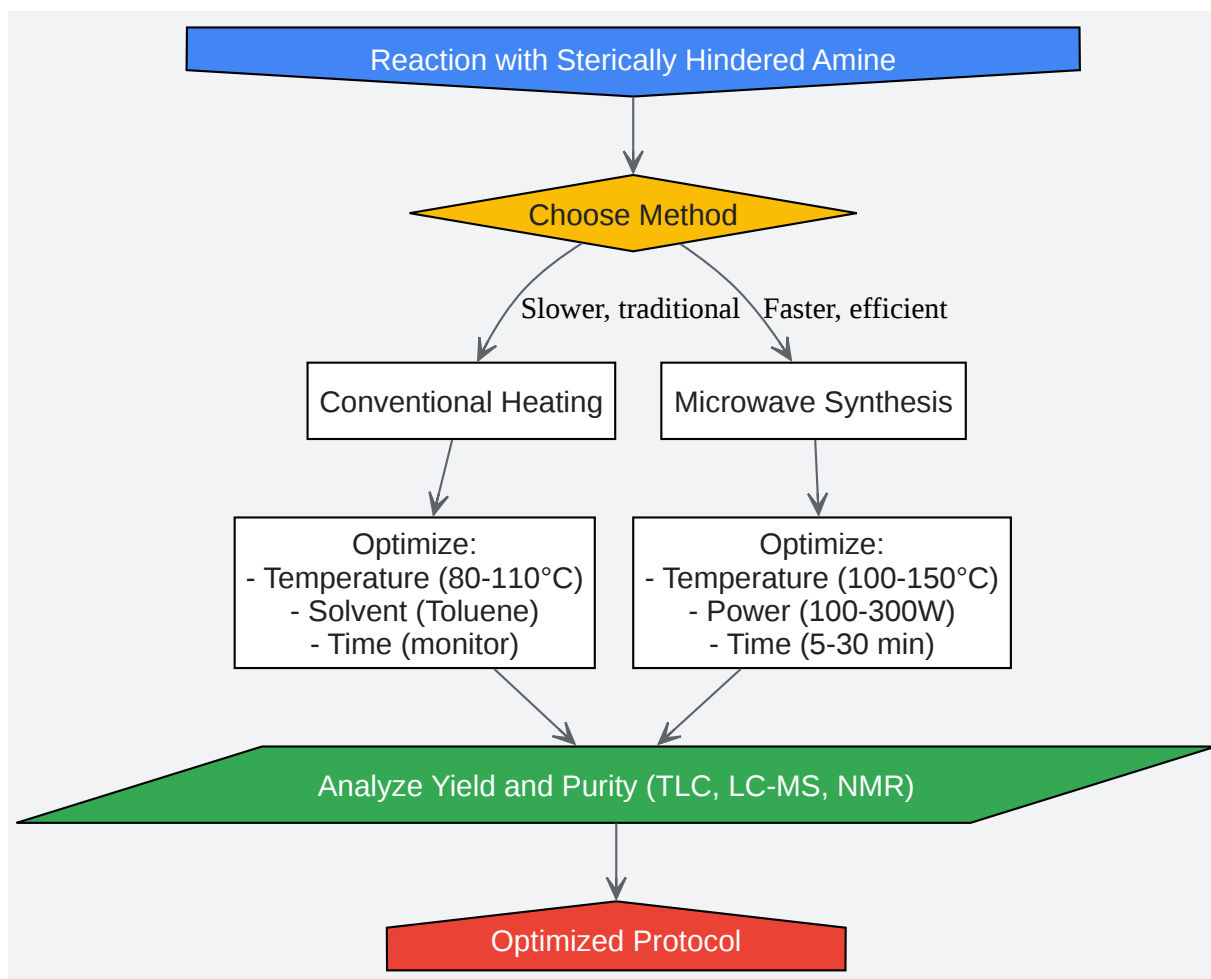 Reaction with Sterically Hindered Amine
Choose Method
Slower, traditional
Faster, efficient
Conventional Heating
Microwave Synthesis
Optimize:
- Temperature (80-110°C)
- Solvent (Toluene)
- Time (monitor)
Optimize:
- Temperature (100-150°C)
- Power (100-300W)
- Time (5-30 min)
Analyze Yield and Purity (TLC, LC-MS, NMR)
Optimized Protocol